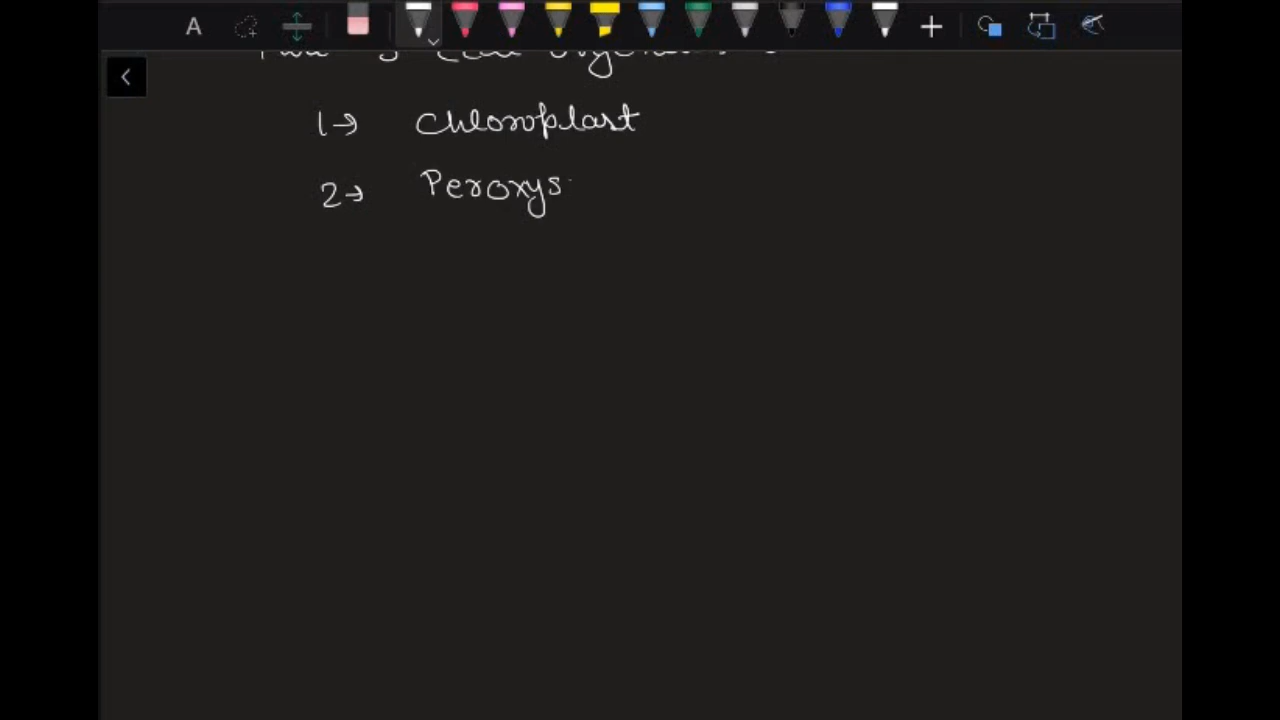 A
1→ Chloroplast
2→ Peroxys